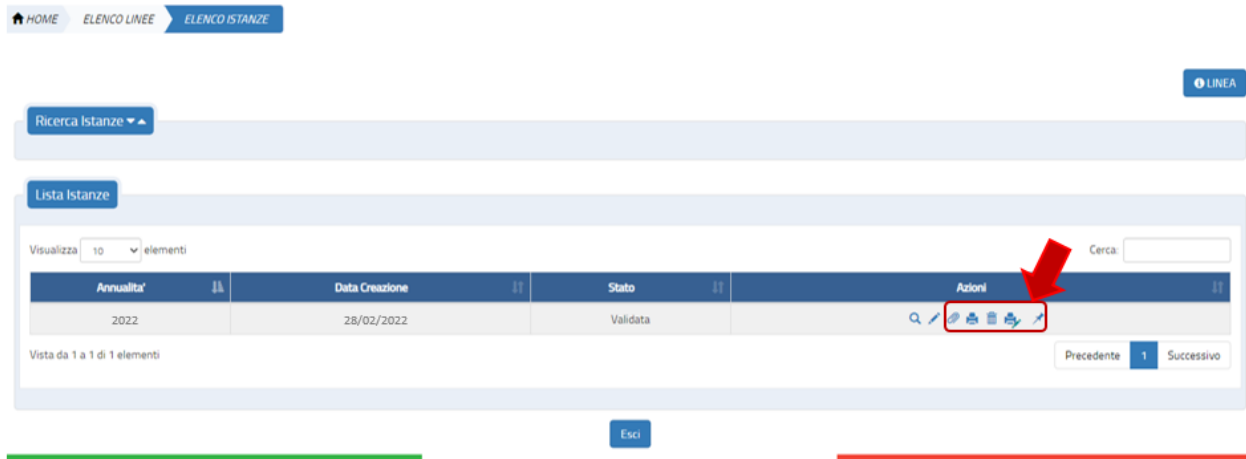 HOME ELENCO LINEE ELENCO ISTANZE
LINEA
Ricerca Istanze
Lista Istanze
Visualizza 10 elementi Cerca:
Annualita' Data Creazione Stato Azioni
2022 28/02/2022 Validata
Vista da 1 a 1 di 1 elementi Precedente 1 Successivo
Esci